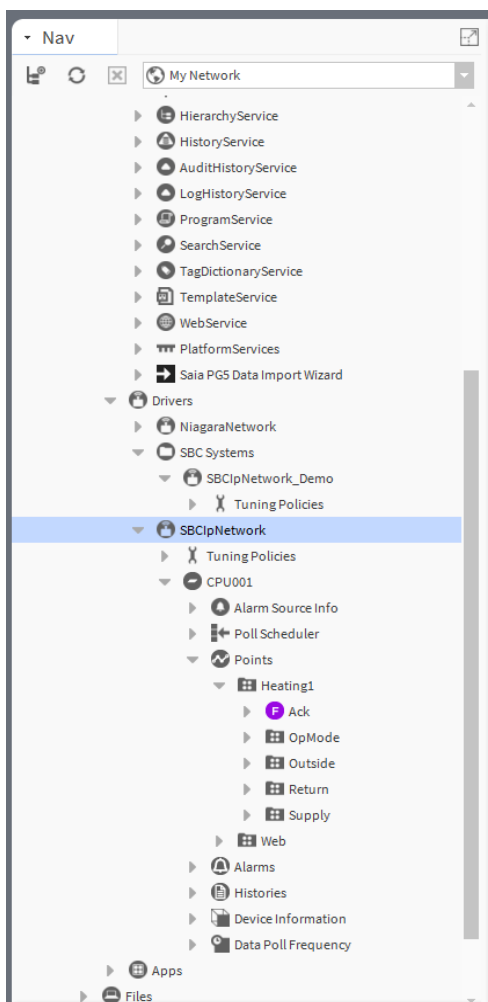 Nav
My Network
HierarchyService
HistoryService
AuditHistoryService
LogHistoryService
ProgramService
SearchService
TagDictionaryService
TemplateService
WebService
PlatformServices
Saia PG5 Data Import Wizard
Drivers
NiagaraNetwork
SBC Systems
SBCIpNetwork_Demo
Tuning Policies
SBCIpNetwork
Tuning Policies
CPU001
Alarm Source Info
Poll Scheduler
Points
Heating1
F Ack
OpMode
Outside
Return
Supply
Web
Alarms
Histories
Device Information
Data Poll Frequency
Apps
Files